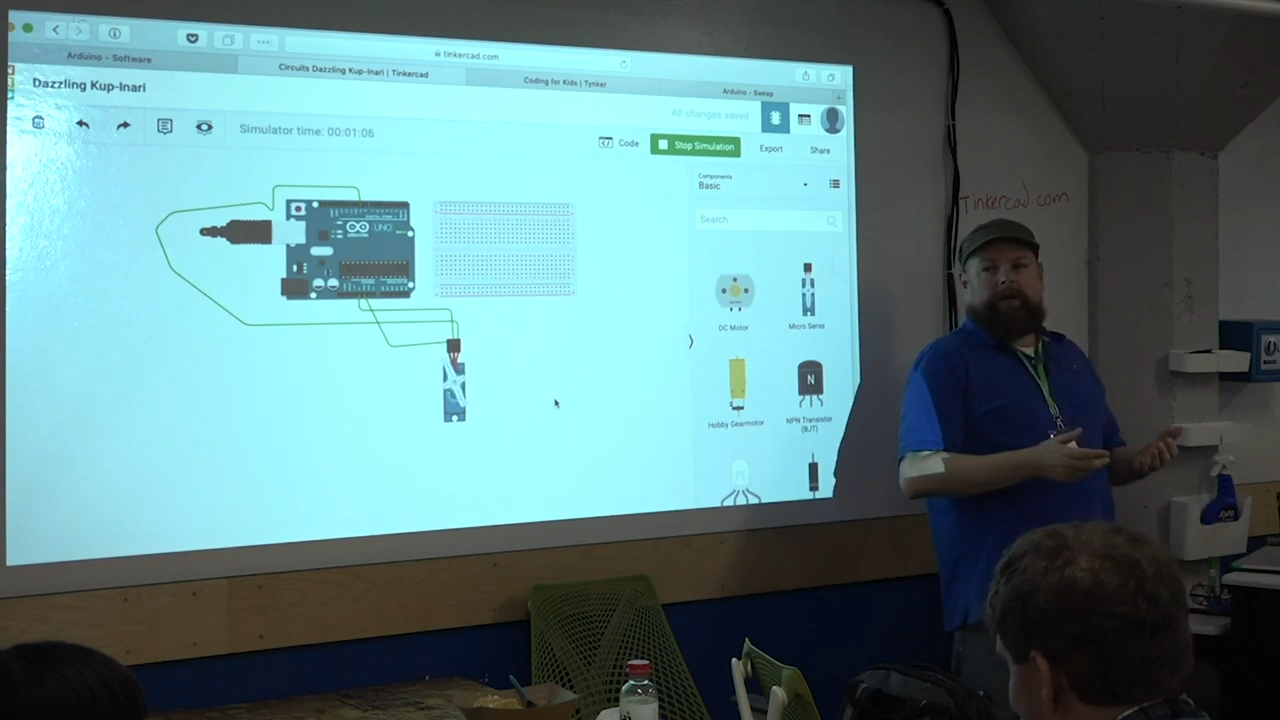 tinkercad.com
Arduino - Software
Circuits Dazzling Kup-Inari | Tinkercad
Coding for Kids | Tynker
Arduino - Sweep
Dazzling Kup-Inari
All changes saved
Simulator time: 00:01:06
Code
Stop Simulation
Export
Share
Components
Basic
Search
UNO
DC Motor
Micro Servo
N
Hobby Gearmotor
NPN Transistor
(BJT)
Tinkercad.com